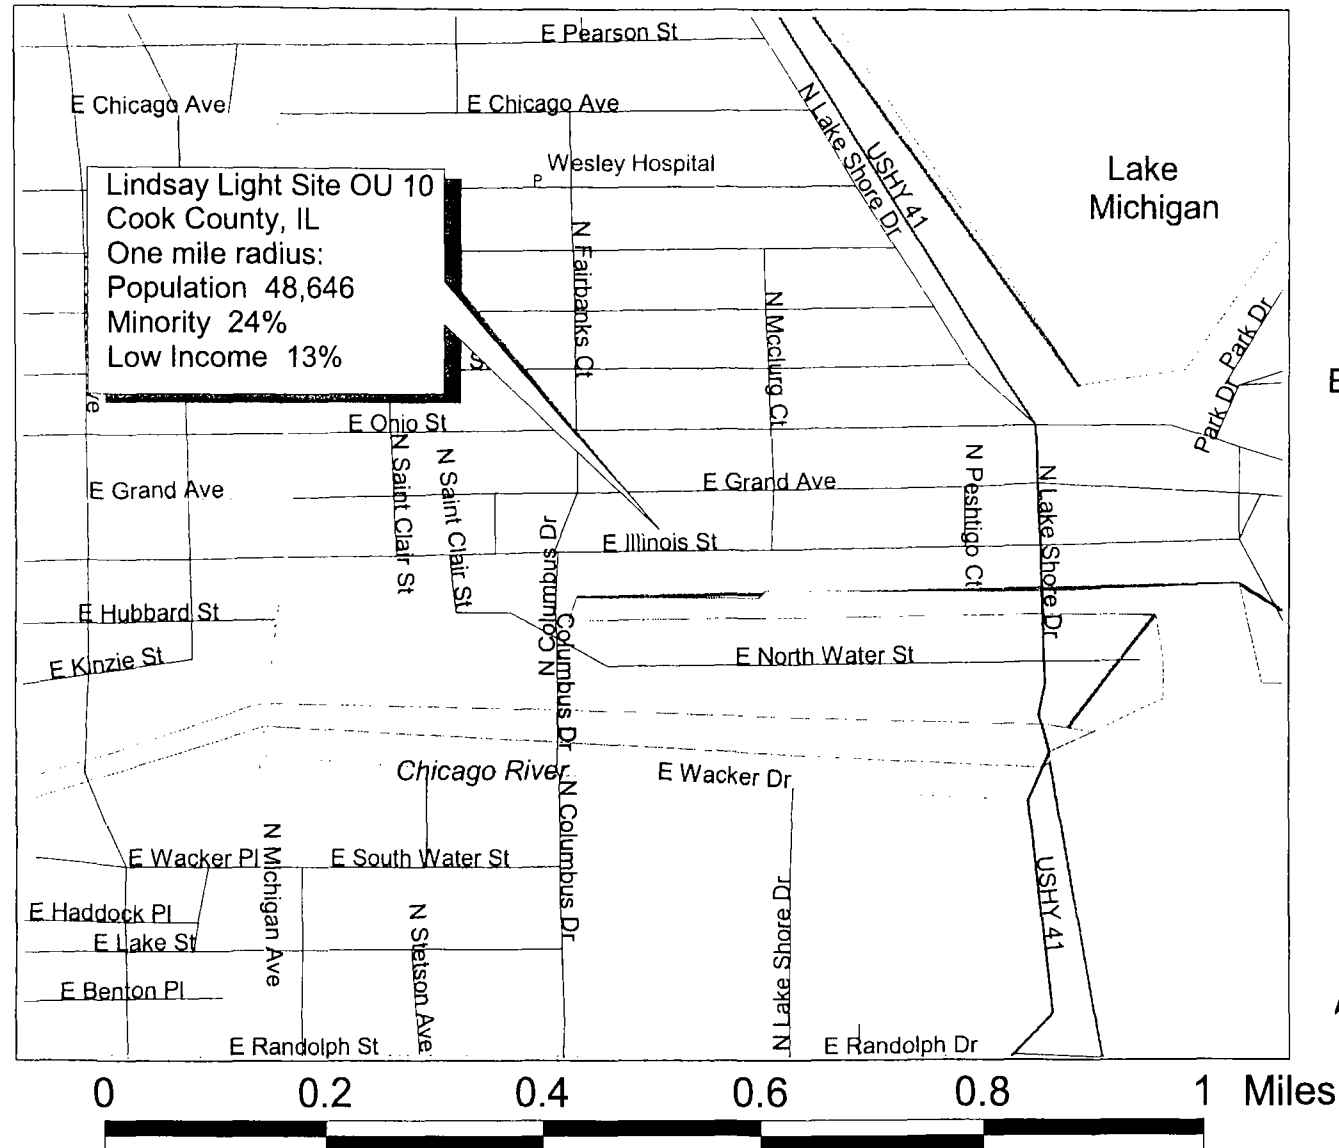 E Pearson St
E Chicago Ave
E Chicago Ave
N Lake Shore Dr
USHY 41
Wesley Hospital
P
Lake
Michigan
Lindsay Light Site OU 10
Cook County, IL
One mile radius:
Population 48,646
Minority 24%
Low Income 13%
N Fairbanks Ct
N Mcclurg Ct
Park Dr
Park Dr
E Ohio St
E Grand Ave
N Saint Clair St
N Saint Clair St
E Grand Ave
N Peshtigo Ct
N Lake Shore Dr
E Illinois St
N Columbus Dr
E Hubbard St
E Kinzie St
Columbus Dr
E North Water St
Chicago River
E Wacker Dr
N Columbus Dr
E Wacker Pl
N Michigan Ave
E South Water St
E Haddock Pl
E Lake St
N Stetson Ave
N Lake Shore Dr
USHY 41
E Benton Pl
E Randolph St
E Randolph Dr
0 0.2 0.4 0.6 0.8 1 Miles